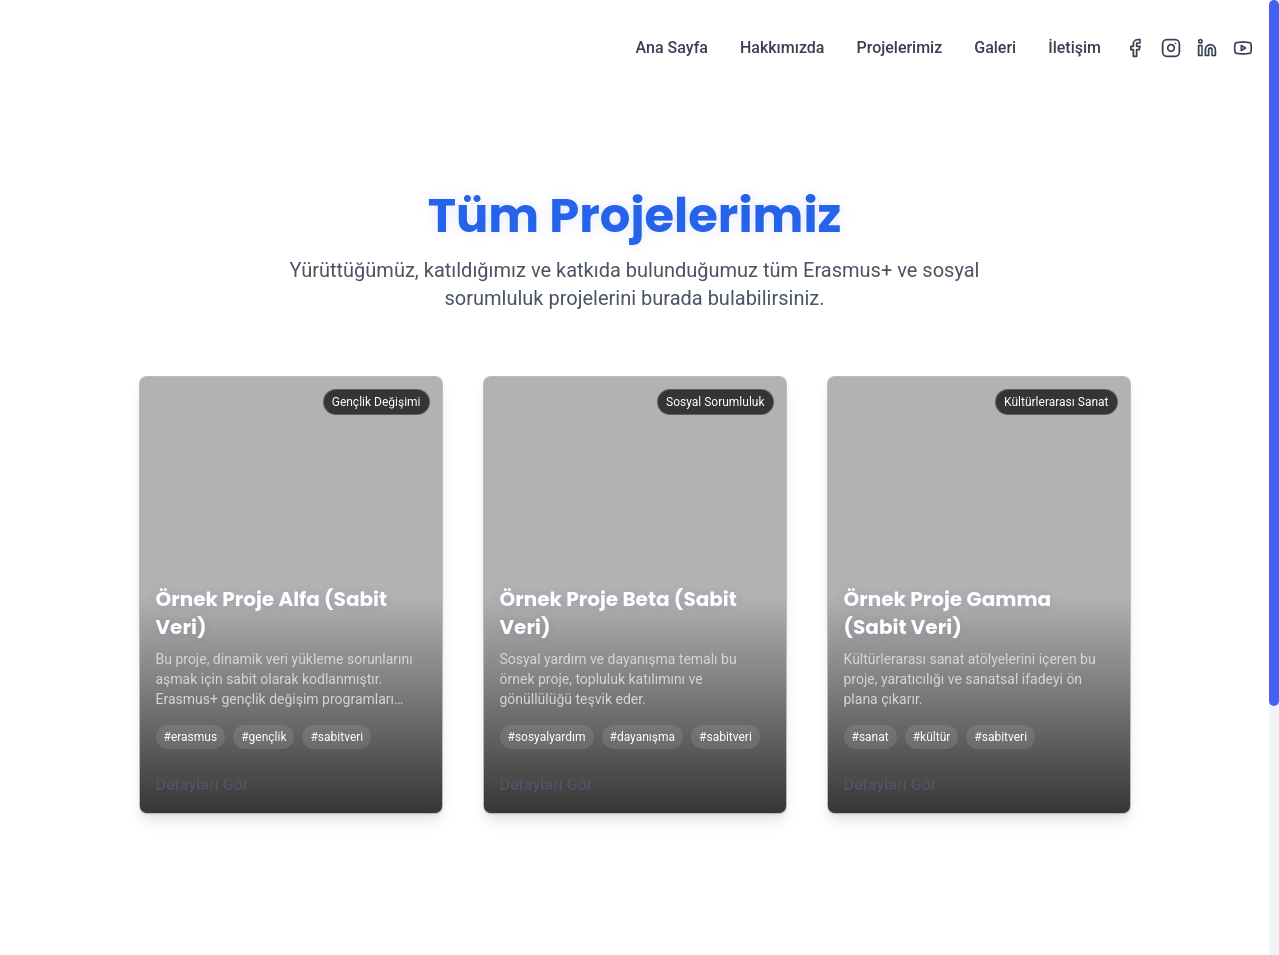 Ana Sayfa Hakkımızda Projelerimiz Galeri İletişim
Tüm Projelerimiz
Yürüttüğümüz, katıldığımız ve katkıda bulunduğumuz tüm Erasmus+ ve sosyal
sorumluluk projelerini burada bulabilirsiniz.
Gençlik Değişimi
Örnek Proje Alfa (Sabit
Veri)
Bu proje, dinamik veri yükleme sorunlarını
aşmak için sabit olarak kodlanmıştır.
Erasmus+ gençlik değişim programları…
#erasmus #gençlik #sabitveri
Detayları Gör
Sosyal Sorumluluk
Örnek Proje Beta (Sabit
Veri)
Sosyal yardım ve dayanışma temalı bu
örnek proje, topluluk katılımını ve
gönüllülüğü teşvik eder.
#sosyalyardım #dayanışma #sabitveri
Detayları Gör
Kültürlerarası Sanat
Örnek Proje Gamma
(Sabit Veri)
Kültürlerarası sanat atölyelerini içeren bu
proje, yaratıcılığı ve sanatsal ifadeyi ön
plana çıkarır.
#sanat #kültür #sabitveri
Detayları Gör